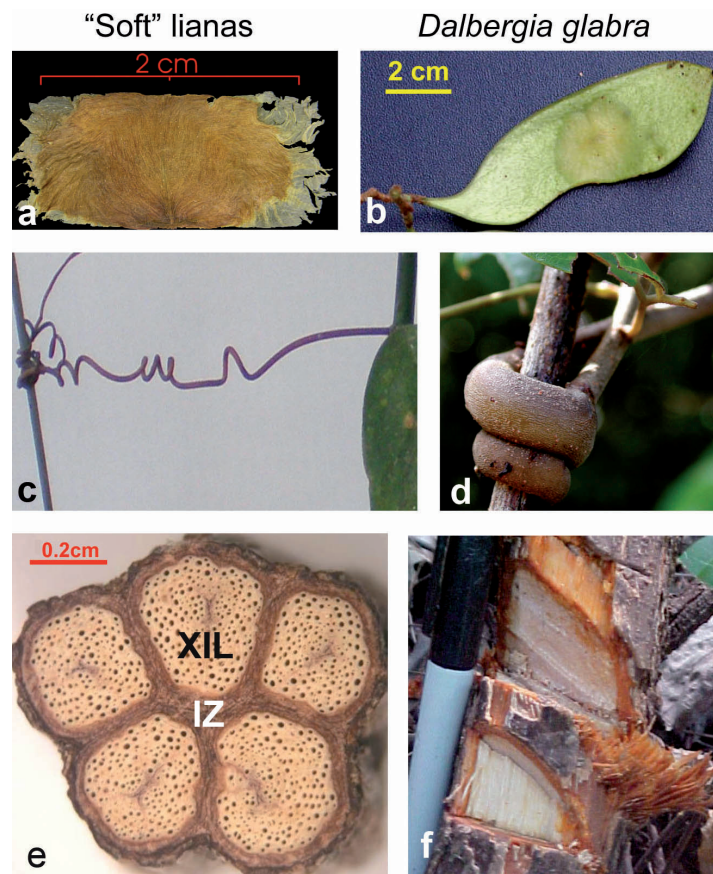 “Soft” lianas
Dalbergia glabra
2 cm
2 cm
a
b
c
d
0.2cm
XIL
IZ
e
f